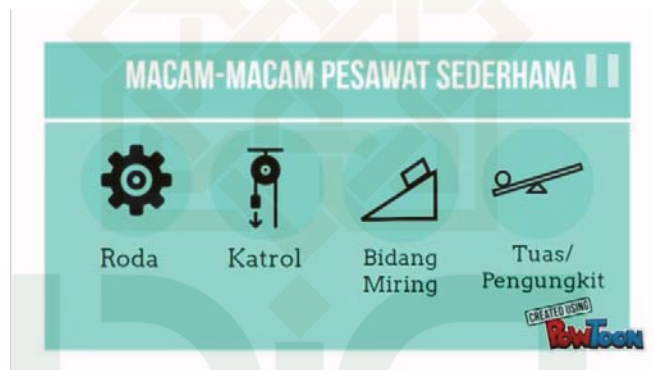 MACAM-MACAM PESAWAT SEDERHANA
Roda
Katrol
Bidang
Miring
Tuas/
Pengungkit
CREATED USING
POWTOON